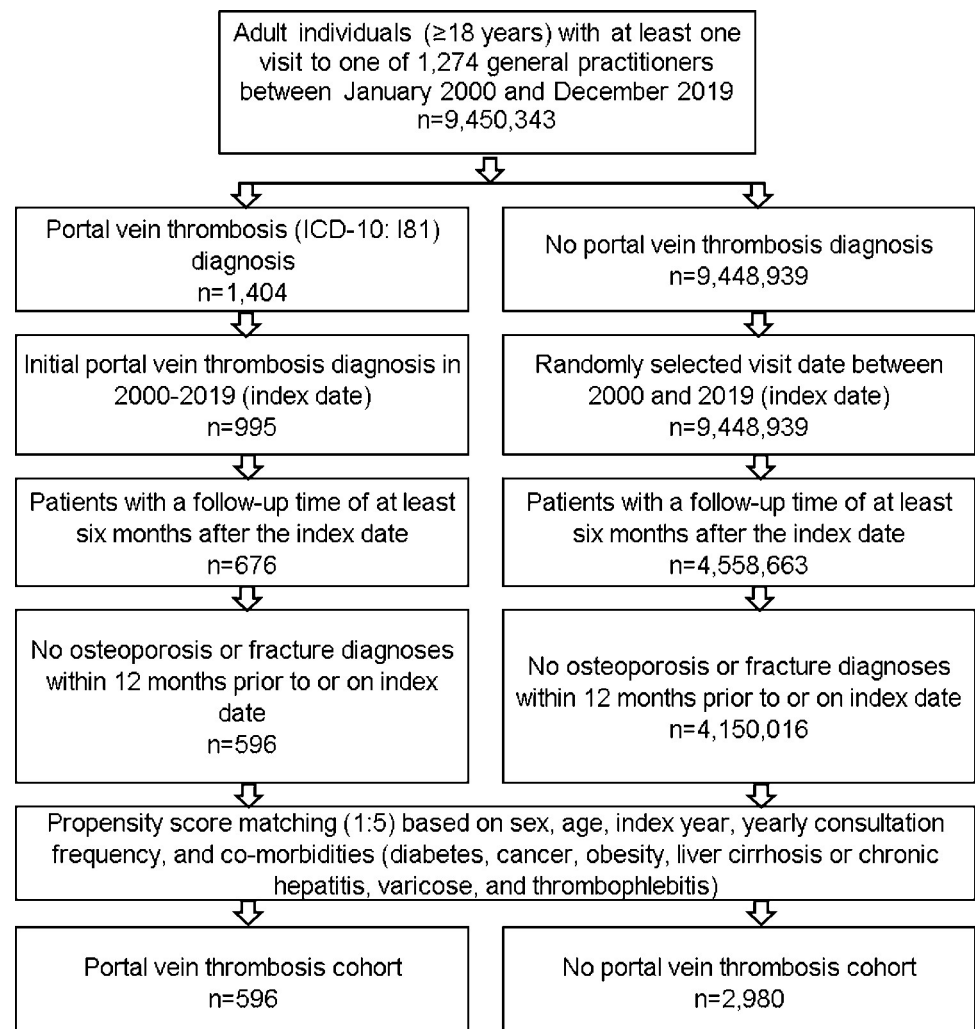 Adult individuals (≥18 years) with at least one
visit to one of 1,274 general practitioners
between January 2000 and December 2019
n=9,450,343
Portal vein thrombosis (ICD-10: I81)
diagnosis
n=1,404
No portal vein thrombosis diagnosis
n=9,448,939
Initial portal vein thrombosis diagnosis in
2000-2019 (index date)
n=995
Randomly selected visit date between
2000 and 2019 (index date)
n=9,448,939
Patients with a follow-up time of at least
six months after the index date
n=676
Patients with a follow-up time of at least
six months after the index date
n=4,558,663
No osteoporosis or fracture diagnoses
within 12 months prior to or on index
date
n=596
No osteoporosis or fracture diagnoses
within 12 months prior to or on index date
n=4,150,016
Propensity score matching (1:5) based on sex, age, index year, yearly consultation
frequency, and co-morbidities (diabetes, cancer, obesity, liver cirrhosis or chronic
hepatitis, varicose, and thrombophlebitis)
Portal vein thrombosis cohort
n=596
No portal vein thrombosis cohort
n=2,980